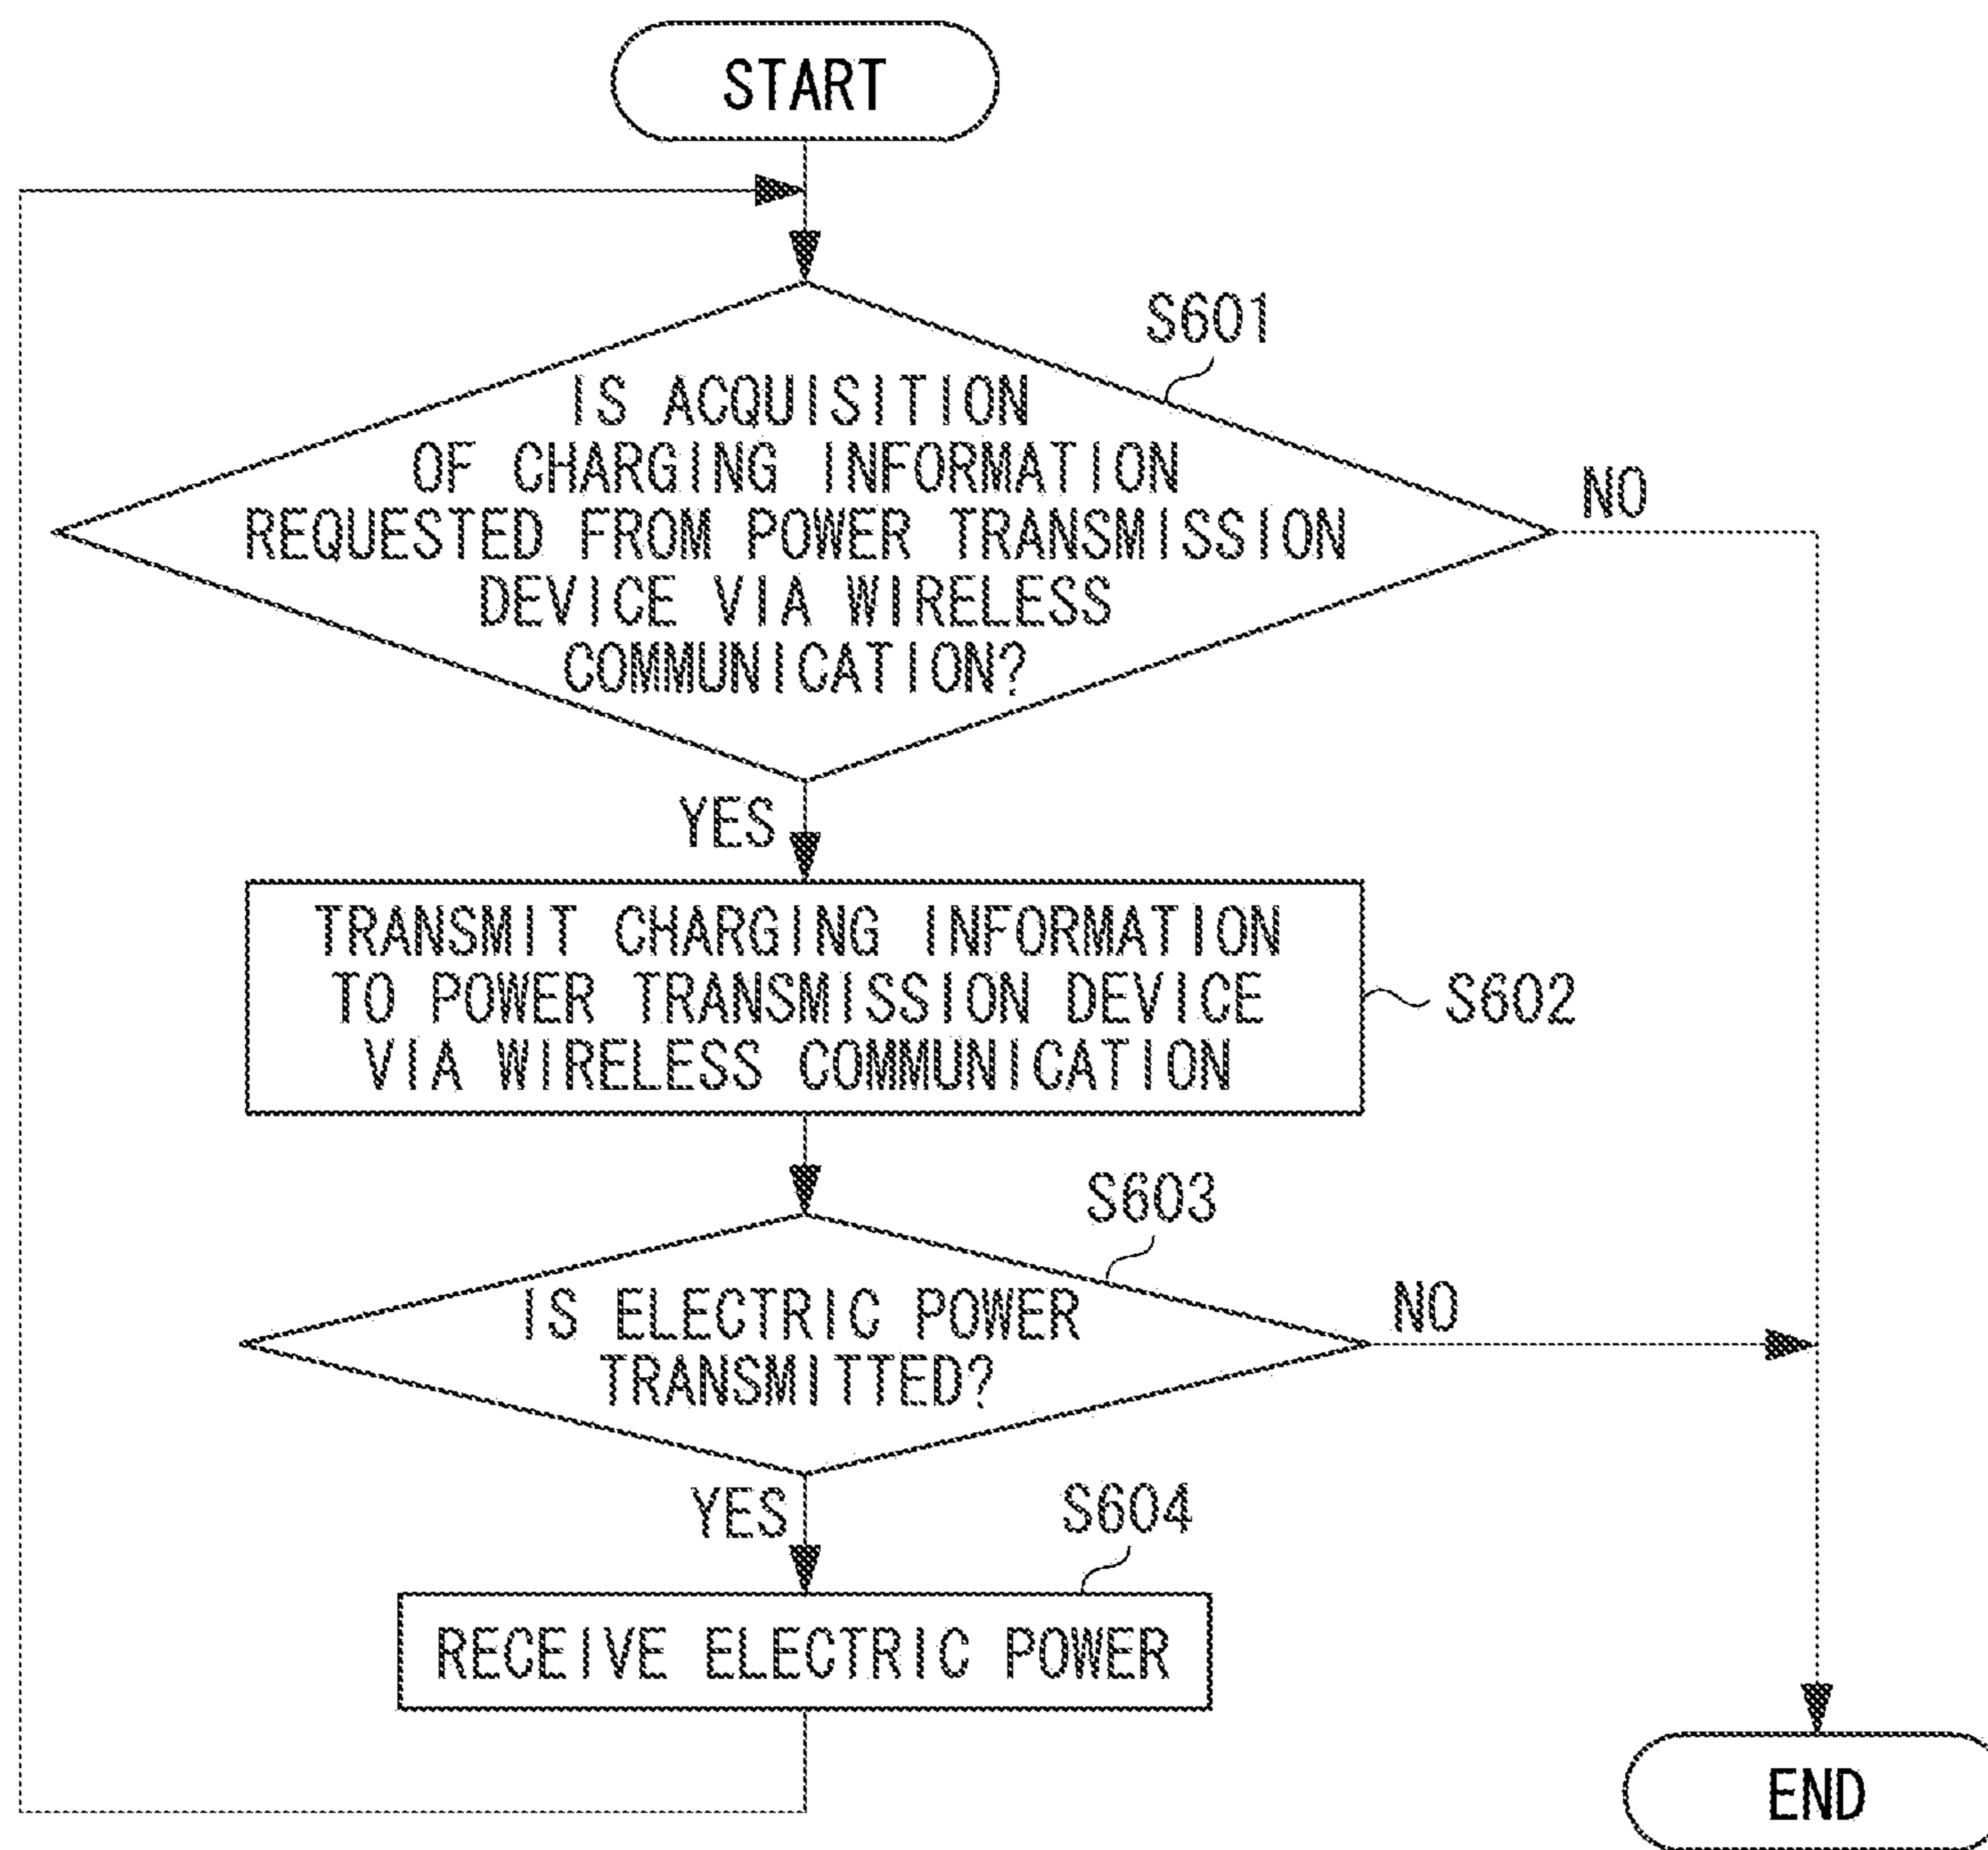 START
S601
IS ACQUISITION
OF CHARGING INFORMATION
REQUESTED FROM POWER TRANSMISSION
DEVICE VIA WIRELESS
COMMUNICATION?
NO
YES
TRANSMIT CHARGING INFORMATION
TO POWER TRANSMISSION DEVICE
VIA WIRELESS COMMUNICATION
S602
S603
IS ELECTRIC POWER
TRANSMITTED?
NO
YES
S604
RECEIVE ELECTRIC POWER
END